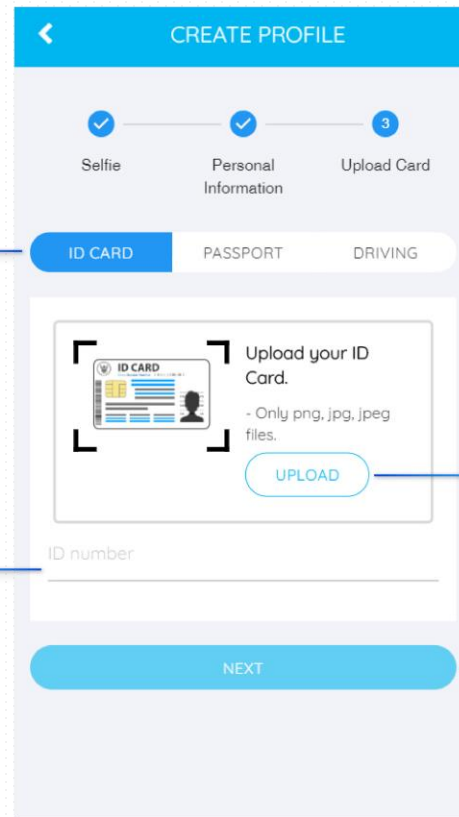 CREATE PROFILE
3
Selfie
Personal
Information
Upload Card
ID CARD
PASSPORT
DRIVING
ID CARD
Upload your ID
Card.
- Only png, jpg, jpeg
files.
UPLOAD
ID number
NEXT